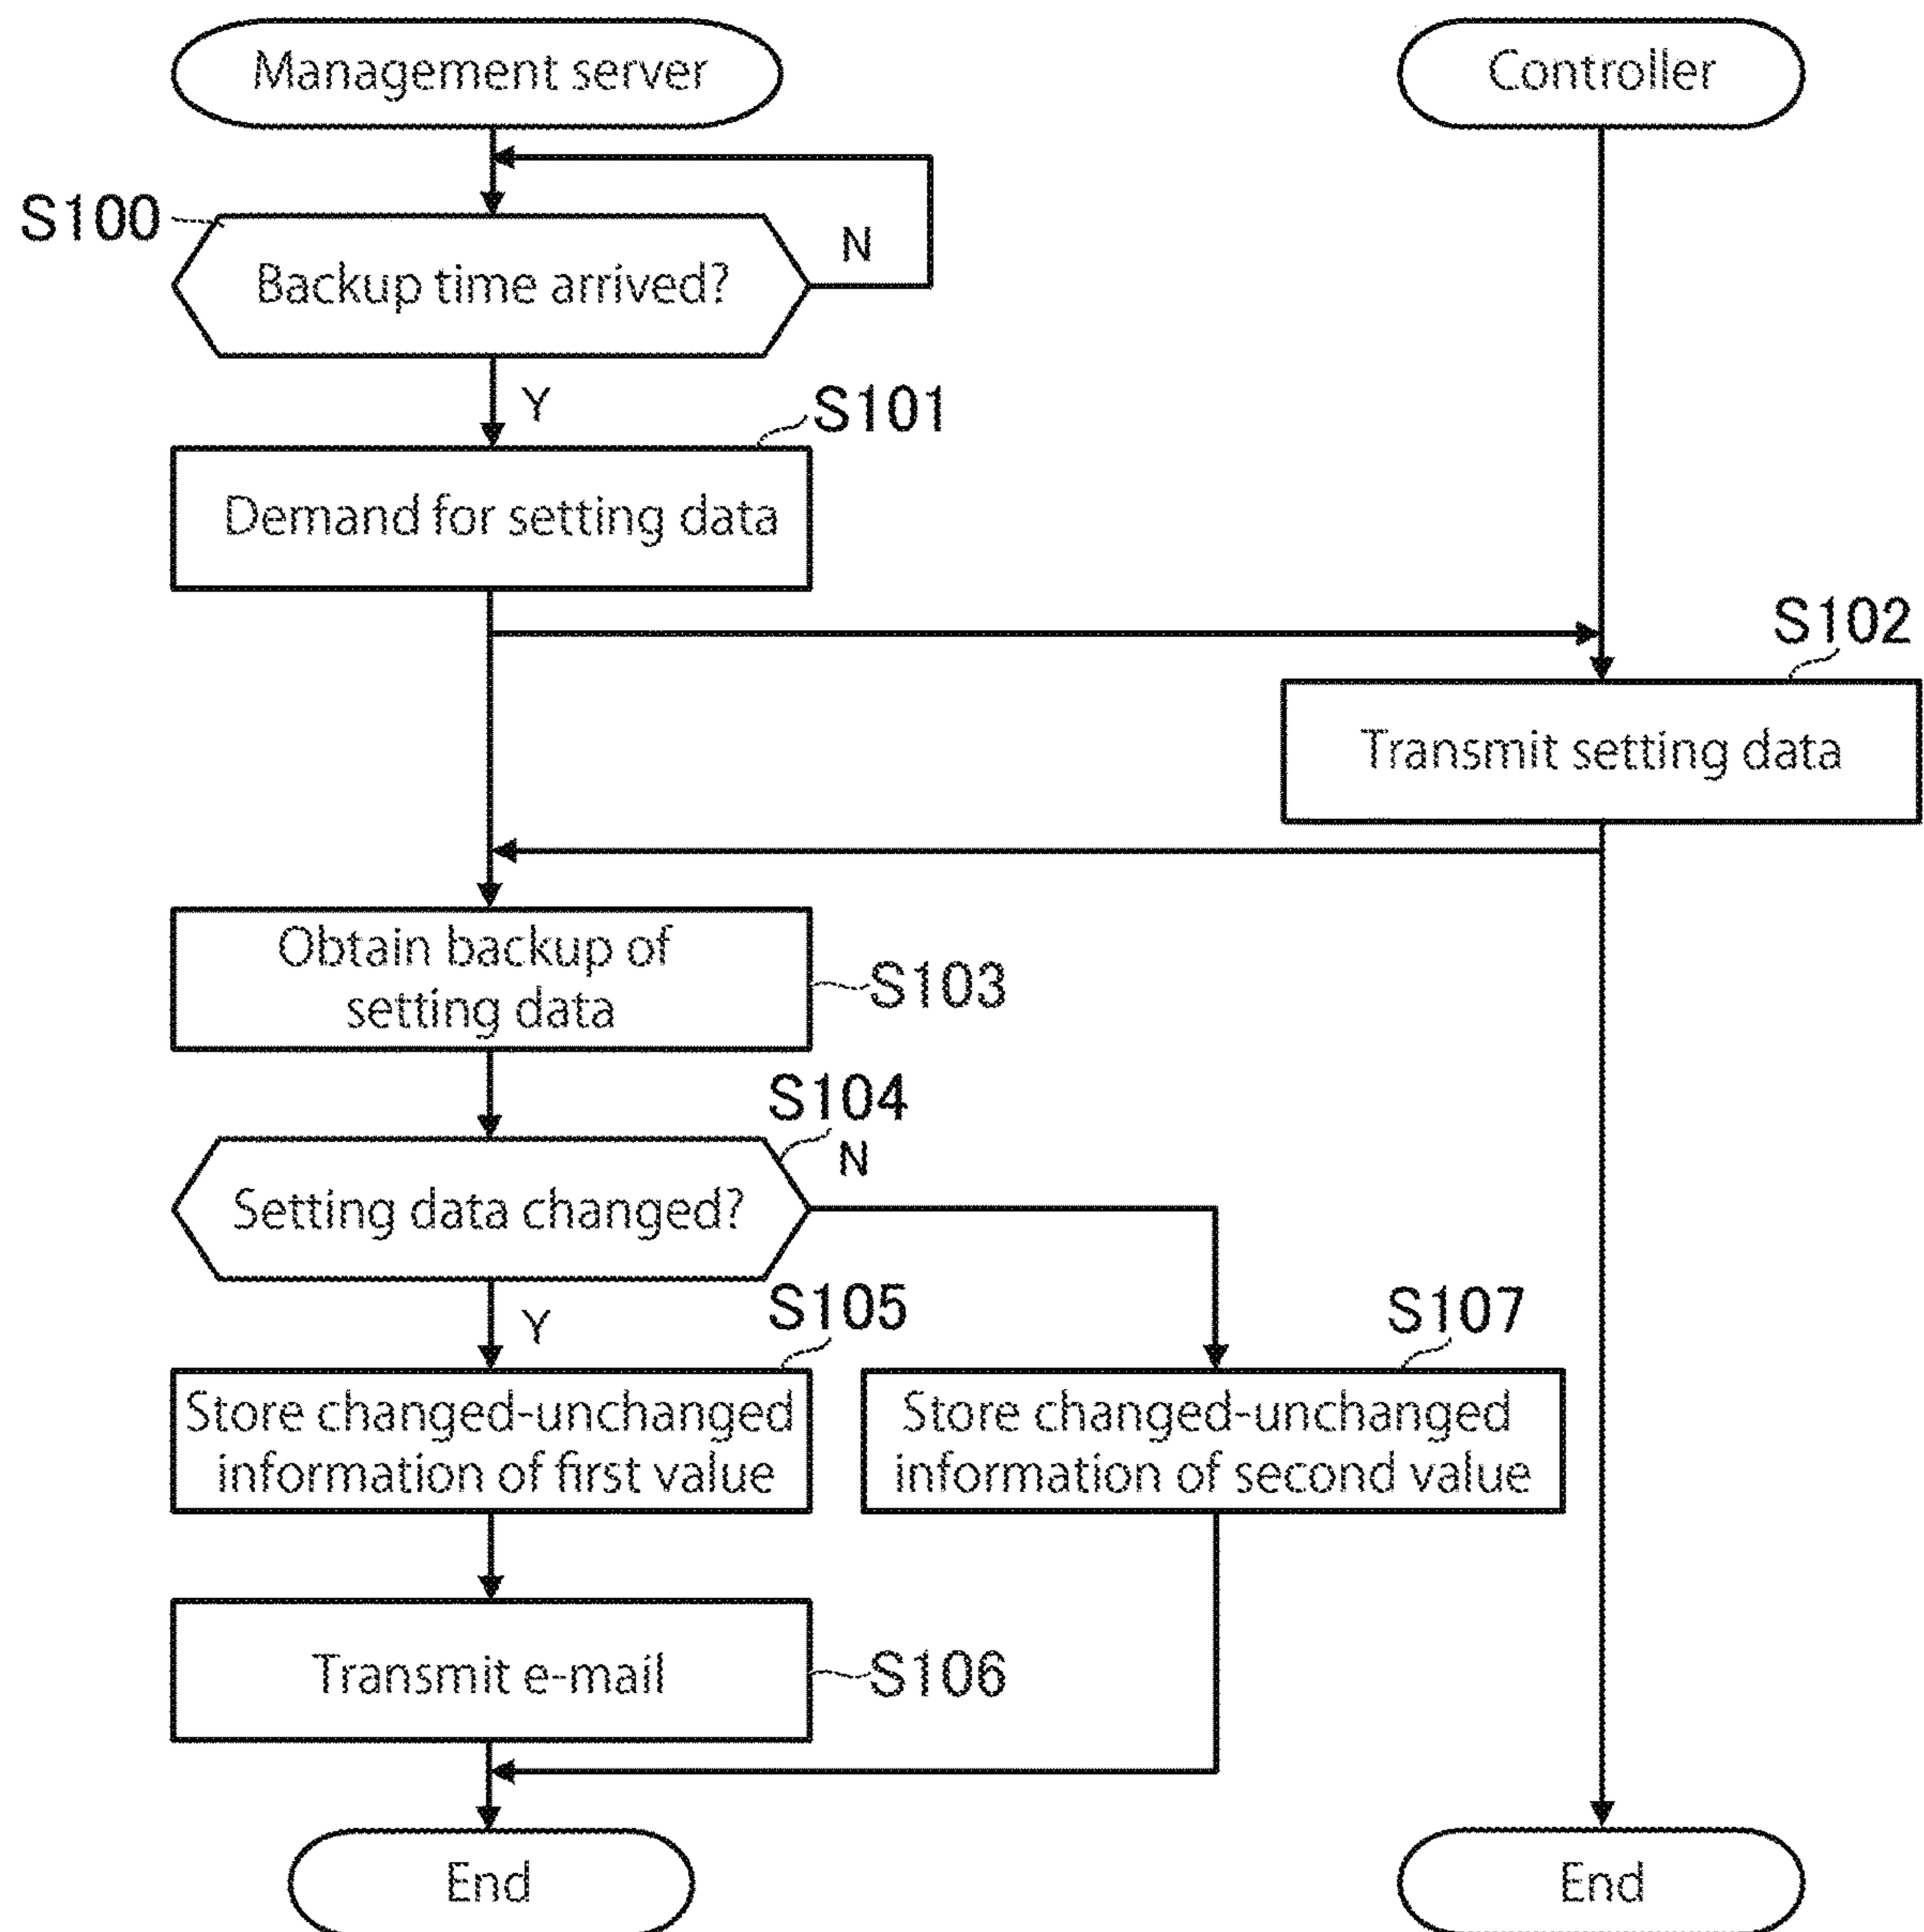 Management server
Controller
S100
Backup time arrived?
N
Y
S101
Demand for setting data
S102
Transmit setting data
Obtain backup of
setting data
S103
S104
N
Setting data changed?
Y
S105
S107
Store changed-unchanged
information of first value
Store changed-unchanged
information of second value
Transmit e-mail
S106
End
End